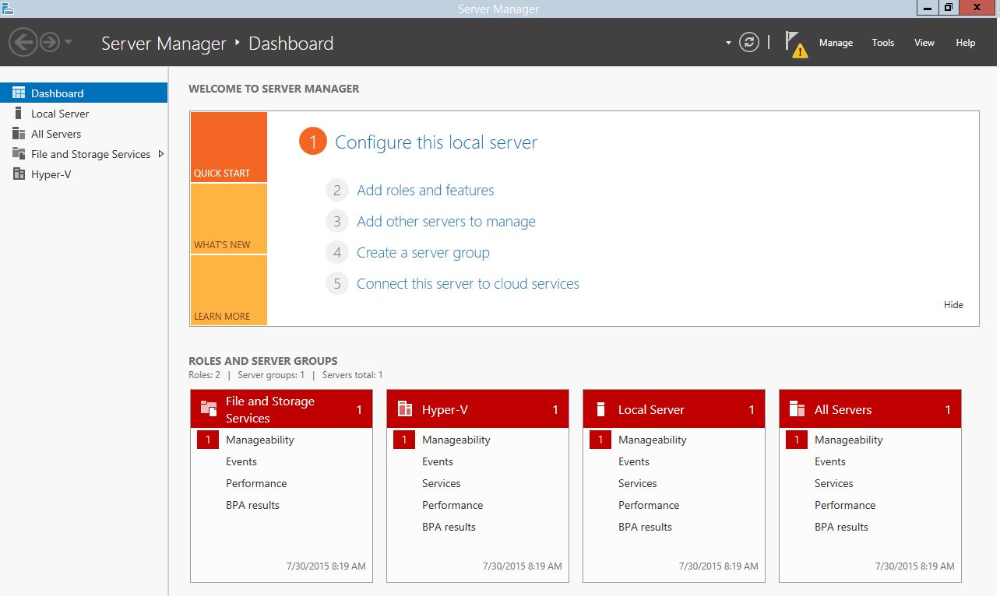 Server Manager
Server Manager ‣ Dashboard
Manage Tools View Help
Dashboard
Local Server
All Servers
File and Storage Services
Hyper-V
WELCOME TO SERVER MANAGER
QUICK START
WHAT'S NEW
LEARN MORE
1 Configure this local server
2 Add roles and features
3 Add other servers to manage
4 Create a server group
5 Connect this server to cloud services
Hide
ROLES AND SERVER GROUPS
Roles: 2 | Server groups: 1 | Servers total: 1
File and Storage
Services 1
1 Manageability
Events
Performance
BPA results
7/30/2015 8:19 AM
Hyper-V 1
1 Manageability
Events
Services
Performance
BPA results
7/30/2015 8:19 AM
Local Server 1
1 Manageability
Events
Services
Performance
BPA results
7/30/2015 8:19 AM
All Servers 1
1 Manageability
Events
Services
Performance
BPA results
7/30/2015 8:19 AM